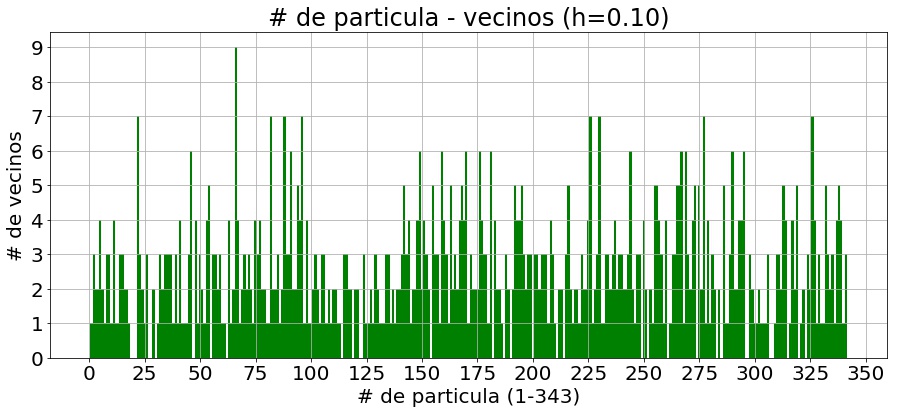 # de particula - vecinos (h=0.10)
# de vecinos
9
8
7
6
5
4
3
2
1
0
0 25 50 75 100 125 150 175 200 225 250 275 300 325 350
# de particula (1-343)